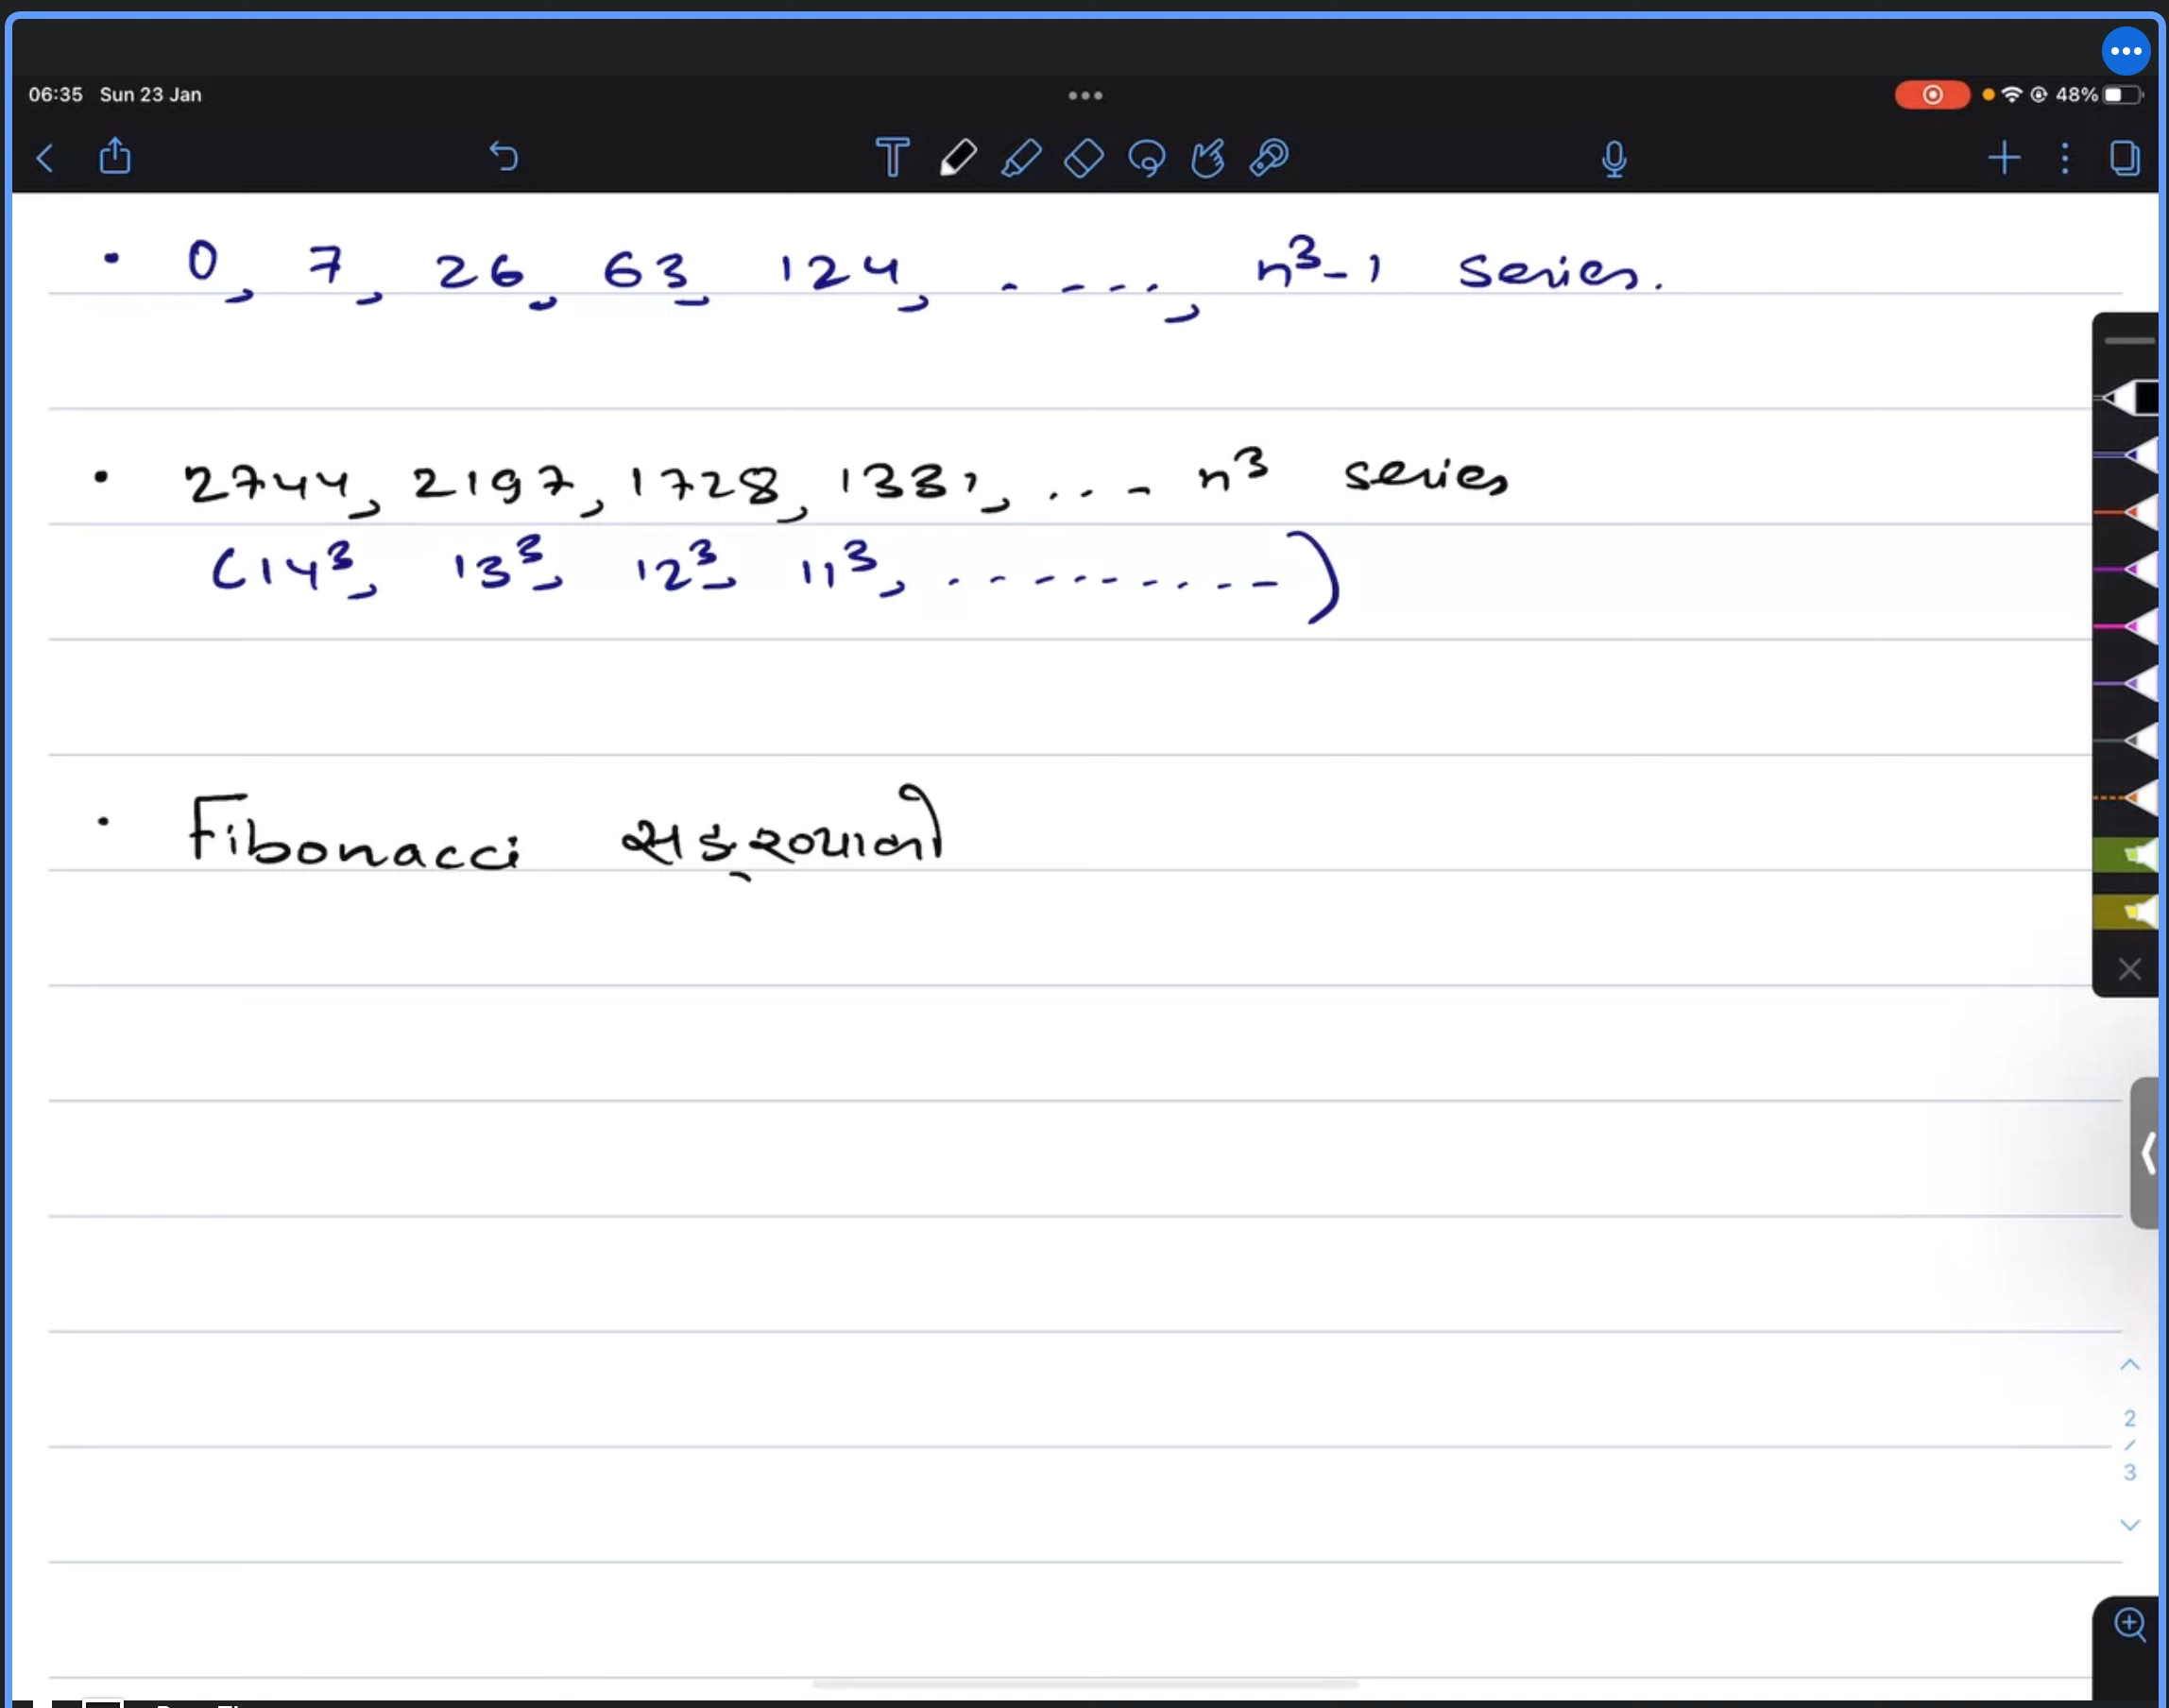 06:35 Sun 23 Jan
48%
• 0, 7, 26, 63, 124, . - - - ., n³-1 series.
• 2744, 2197, 1728, 1331, . . . - n³ series
(14³, 13³, 12³, 11³, - - - - - - - - - -)
• Fibonacci
2
/
3